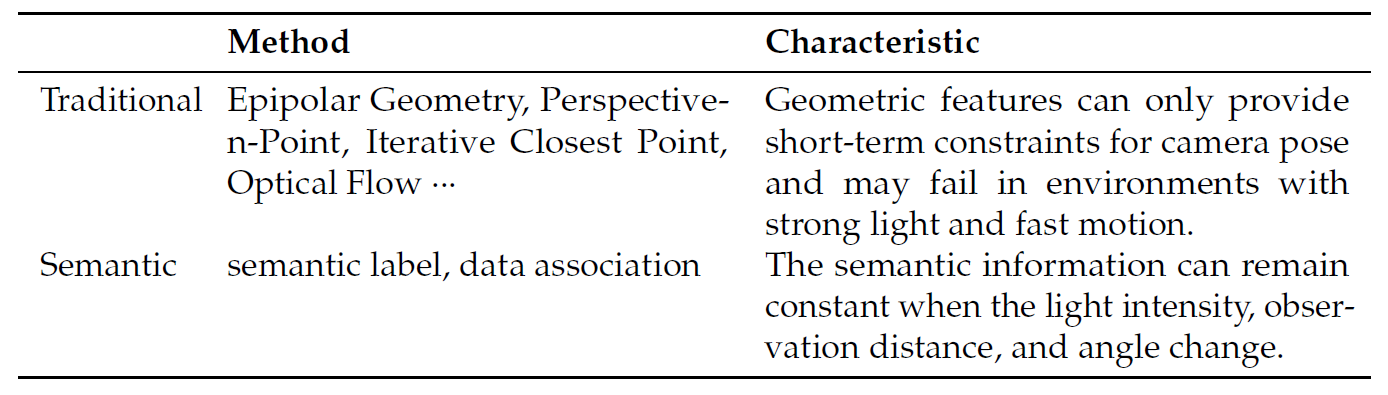 Method Characteristic
Traditional Epipolar Geometry, Perspective- Geometric features can only provide
n-Point, Iterative Closest Point, short-term constraints for camera pose
Optical Flow ··· and may fail in environments with
strong light and fast motion.
Semantic semantic label, data association The semantic information can remain
constant when the light intensity, obser-
vation distance, and angle change.